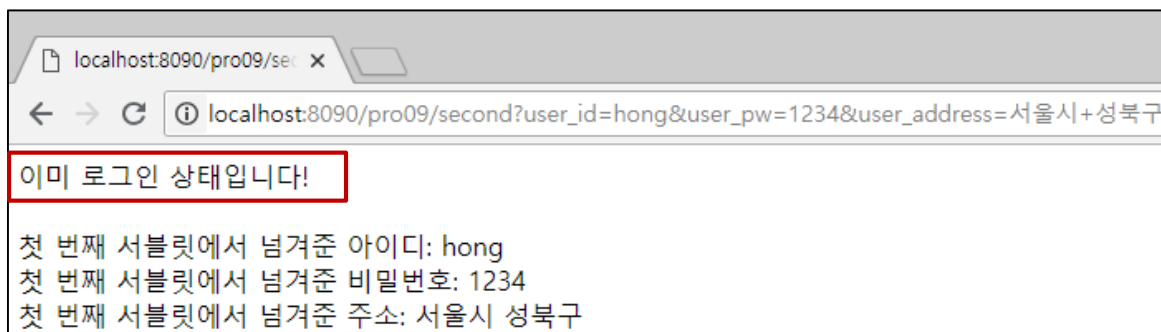 localhost:8090/pro09/sec
localhost:8090/pro09/second?user_id=hong&user_pw=1234&user_address=서울시+성북구
이미 로그인 상태입니다!
첫 번째 서블릿에서 넘겨준 아이디: hong
첫 번째 서블릿에서 넘겨준 비밀번호: 1234
첫 번째 서블릿에서 넘겨준 주소: 서울시 성북구